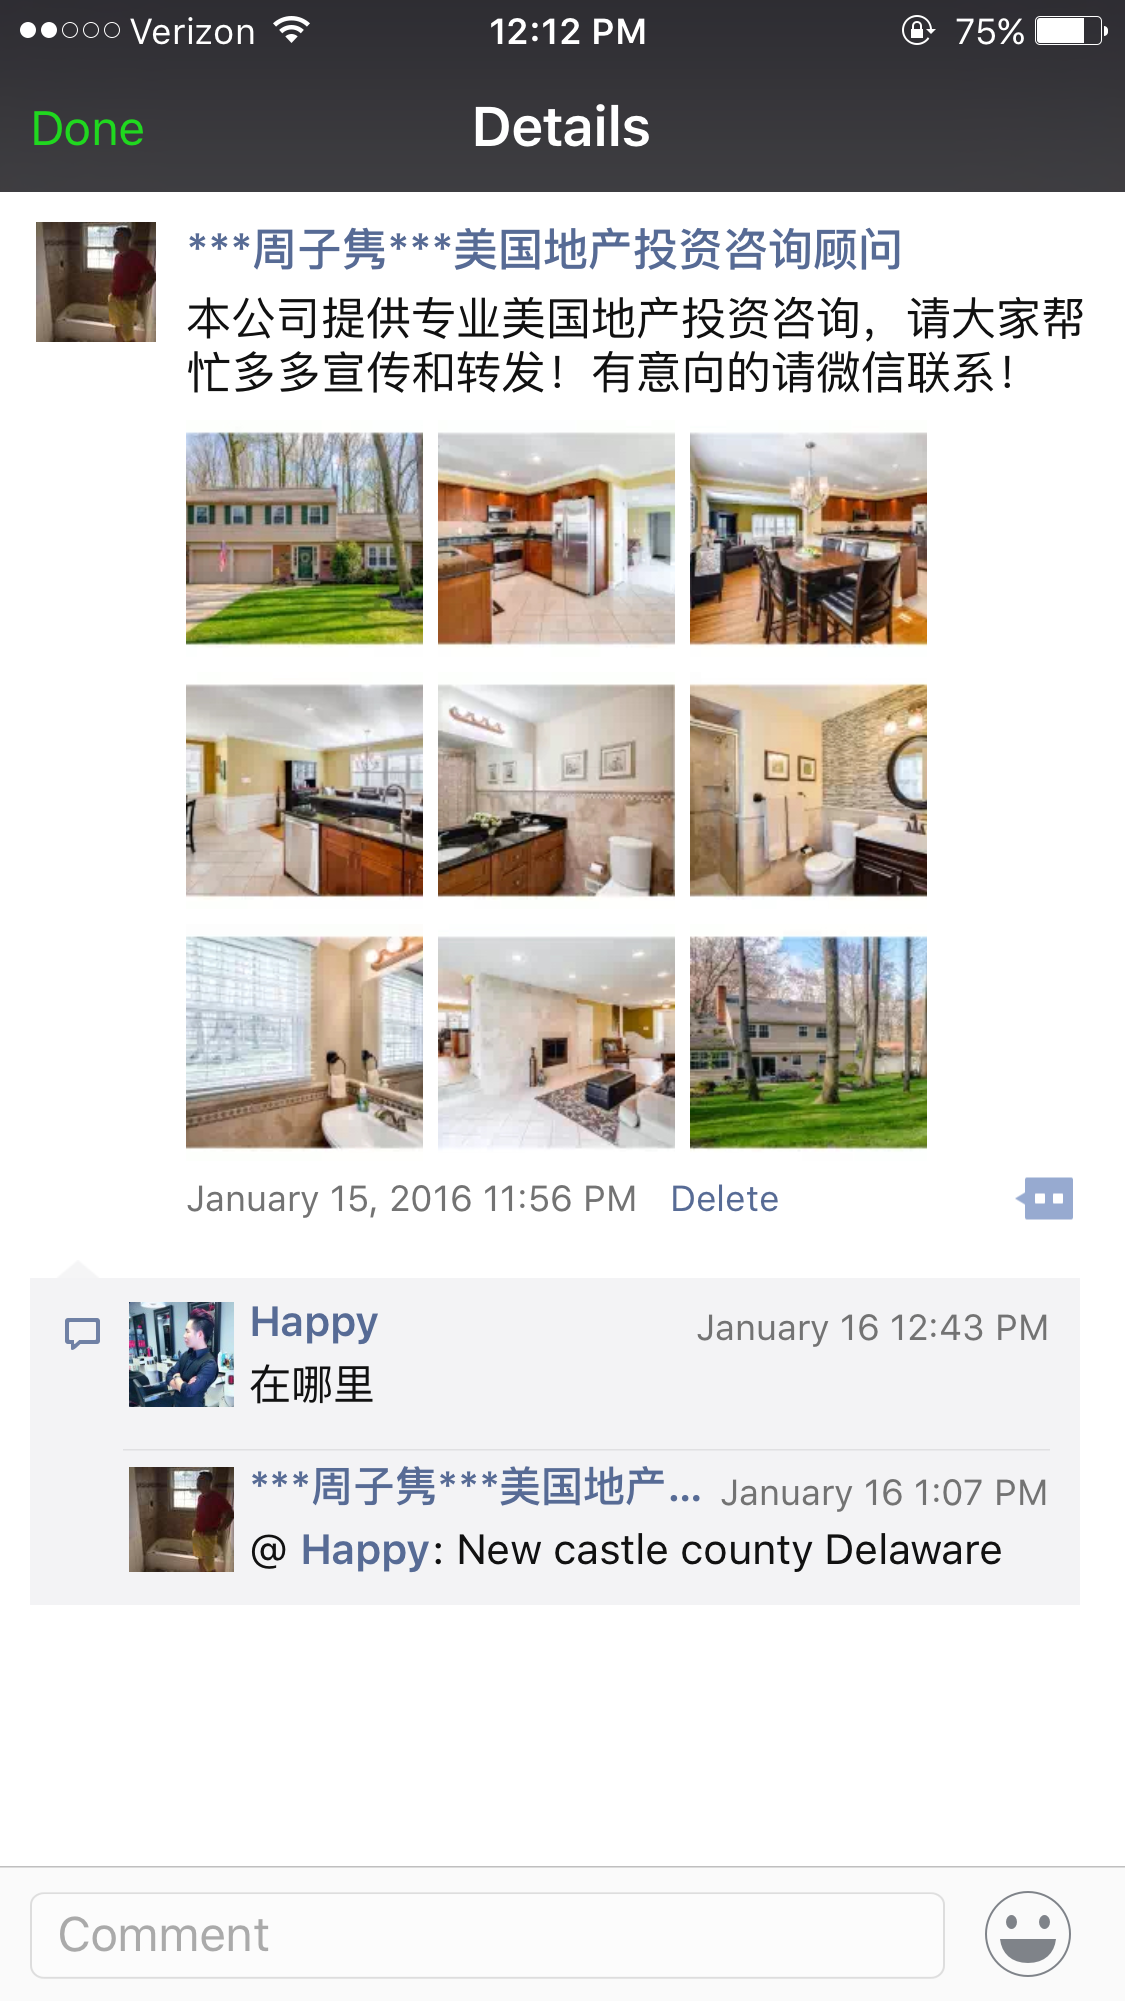 Verizon 12:12 PM 75%
Done Details
***周子隽***美国地产投资咨询顾问
本公司提供专业美国地产投资咨询，请大家帮
忙多多宣传和转发！有意向的请微信联系！
January 15, 2016 11:56 PM Delete
Happy January 16 12:43 PM
在哪里
***周子隽***美国地产... January 16 1:07 PM
@ Happy: New castle county Delaware
Comment